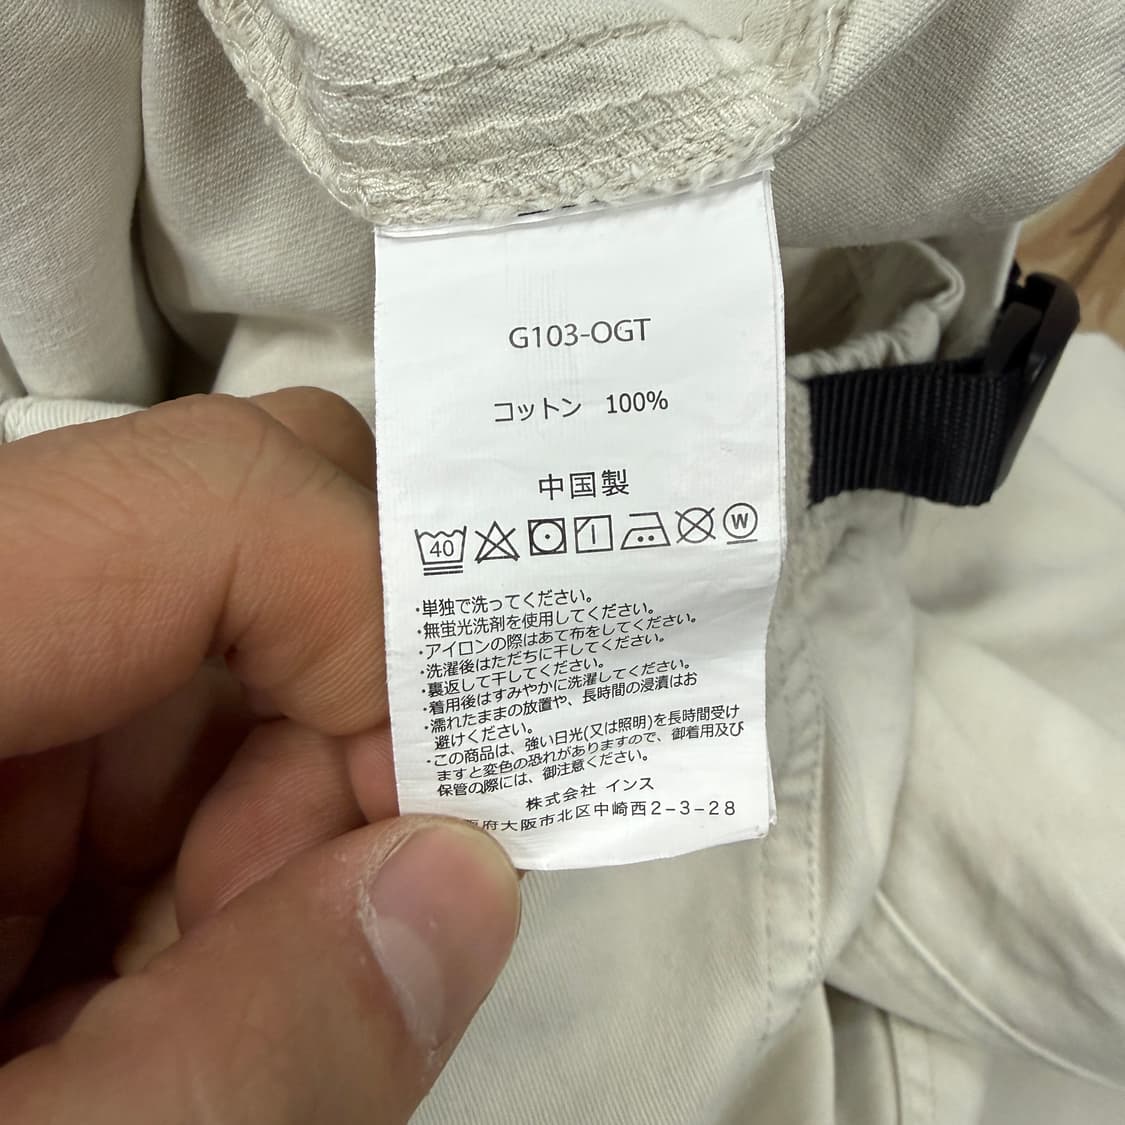 G103-OGT
コットン 100%
中国製
40 W
・単独で洗ってください。
・無蛍光洗剤を使用してください。
・アイロンの際はあて布をしてください。
・洗濯後はただちに干してください。
・裏返して干してください。
・着用後はすみやかに洗濯してください。
・濡れたままの放置や、長時間の浸漬はお
避けください。
・この商品は、強い日光(又は照明)を長時間受け
ますと変色の恐れがありますので、御着用及び
保管の際には、御注意ください。
株式会社 インス
府大阪市北区中崎西2-3-28